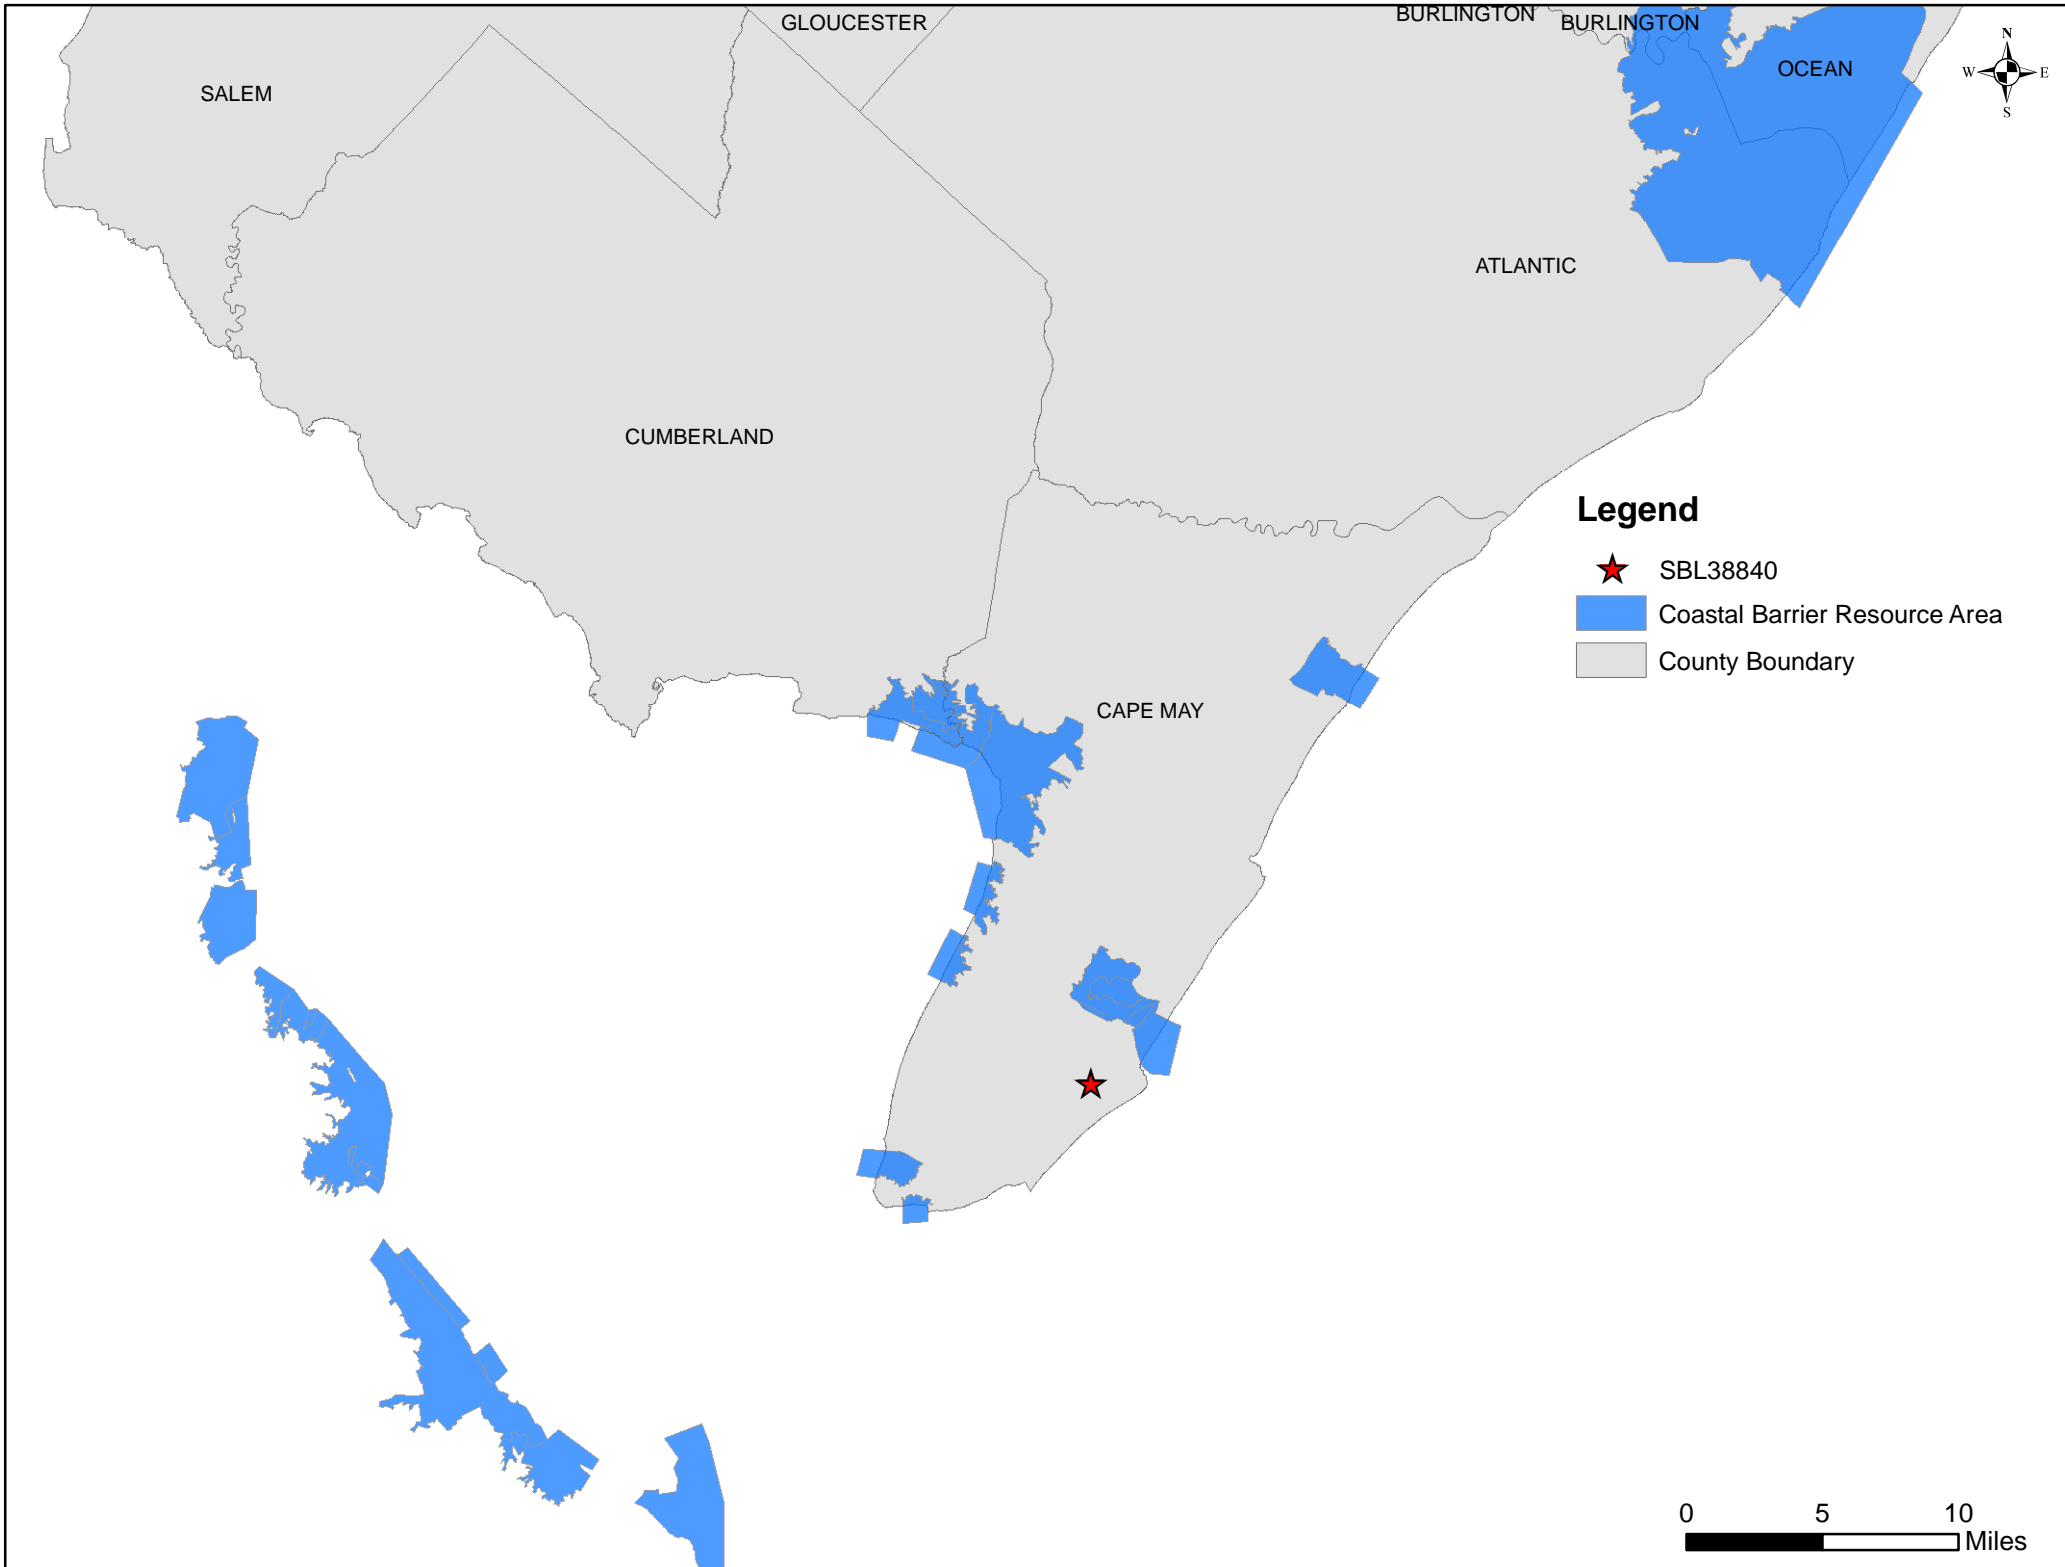 GLOUCESTER
BURLINGTON
BURLINGTON
N
W
E
S
OCEAN
SALEM
ATLANTIC
CUMBERLAND
CAPE MAY
Legend
SBL38840
Coastal Barrier Resource Area
County Boundary
0 5 10
Miles